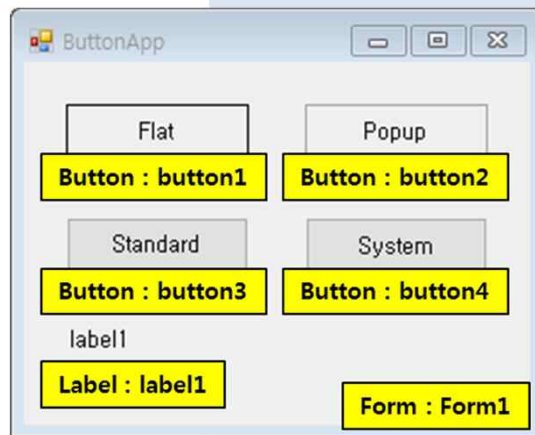 ButtonApp
Flat
Popup
Button : button1
Button : button2
Standard
System
Button : button3
Button : button4
label1
Label : label1
Form : Form1